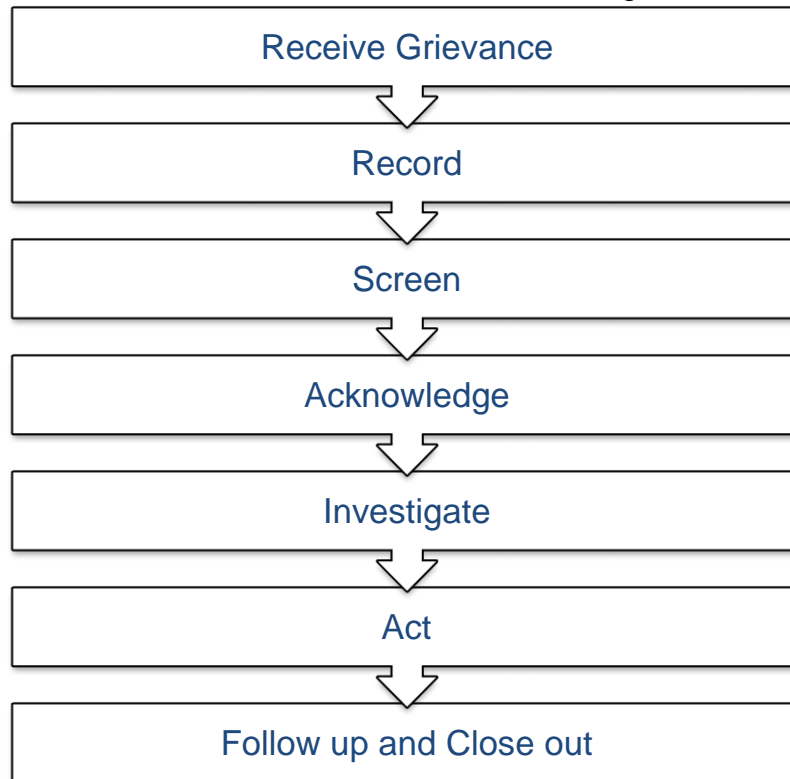 Receive Grievance
Record
Screen
Acknowledge
Investigate
Act
Follow up and Close out